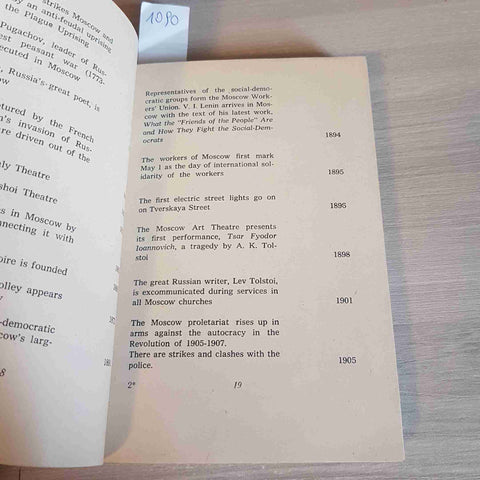 1080
strikes Moscow and
by an anti-feudal uprising
the Plague Uprising
Pugachov, leader of Rus-
est peasant war (1773-
ecuted in Moscow
Russia's great poet, is
ow
tured by the French
n's invasion of Rus-
re driven out of the
ly Theatre
shoi Theatre
s in Moscow by
nnecting it with
ire is founded
olley appears
y
-democratic
cow's larg-
8
Representatives of the social-demo-
cratic groups form the Moscow Work-
ers' Union. V. I. Lenin arrives in Mos-
cow with the text of his latest work,
What the "Friends of the People" Are
and How They Fight the Social-Dem-
ocrats 1894
The workers of Moscow first mark
May 1 as the day of international sol-
idarity of the workers 1895
The first electric street lights go on
on Tverskaya Street 1896
The Moscow Art Theatre presents
its first performance, Tsar Fyodor
Ioannovich, a tragedy by A. K. Tol-
stoi 1898
The great Russian writer, Lev Tolstoi,
is excommunicated during services in
all Moscow churches 1901
The Moscow proletariat rises up in
arms against the autocracy in the
Revolution of 1905-1907.
There are strikes and clashes with the
police. 1905
2* 19